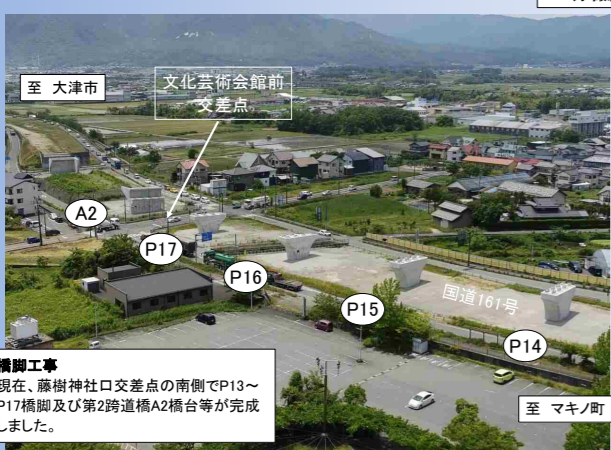 至 大津市
文化芸術会館前
交差点
A2
P17
P16
P15
P14
国道161号
至 マキノ町
橋脚工事
現在、藤樹神社口交差点の南側でP13～
P17橋脚及び第2跨道橋A2橋台等が完成
しました。